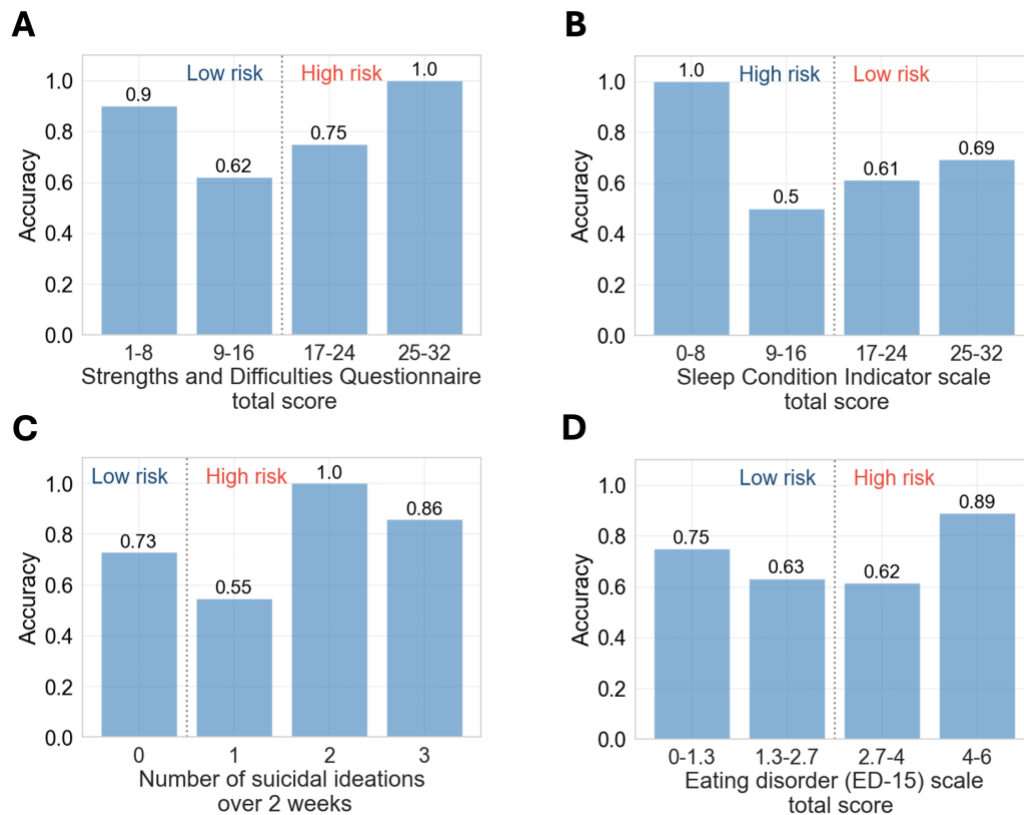 A
Low risk
High risk
Accuracy
1.0
0.8
0.6
0.4
0.2
0.0
0.9
0.62
0.75
1.0
1-8 9-16 17-24 25-32
Strengths and Difficulties Questionnaire
total score
B
High risk
Low risk
Accuracy
1.0
0.8
0.6
0.4
0.2
0.0
1.0
0.5
0.61
0.69
0-8 9-16 17-24 25-32
Sleep Condition Indicator scale
total score
C
Low risk
High risk
Accuracy
1.0
0.8
0.6
0.4
0.2
0.0
0.73
0.55
1.0
0.86
0 1 2 3
Number of suicidal ideations
over 2 weeks
D
Low risk
High risk
Accuracy
1.0
0.8
0.6
0.4
0.2
0.0
0.75
0.63
0.62
0.89
0-1.3 1.3-2.7 2.7-4 4-6
Eating disorder (ED-15) scale
total score